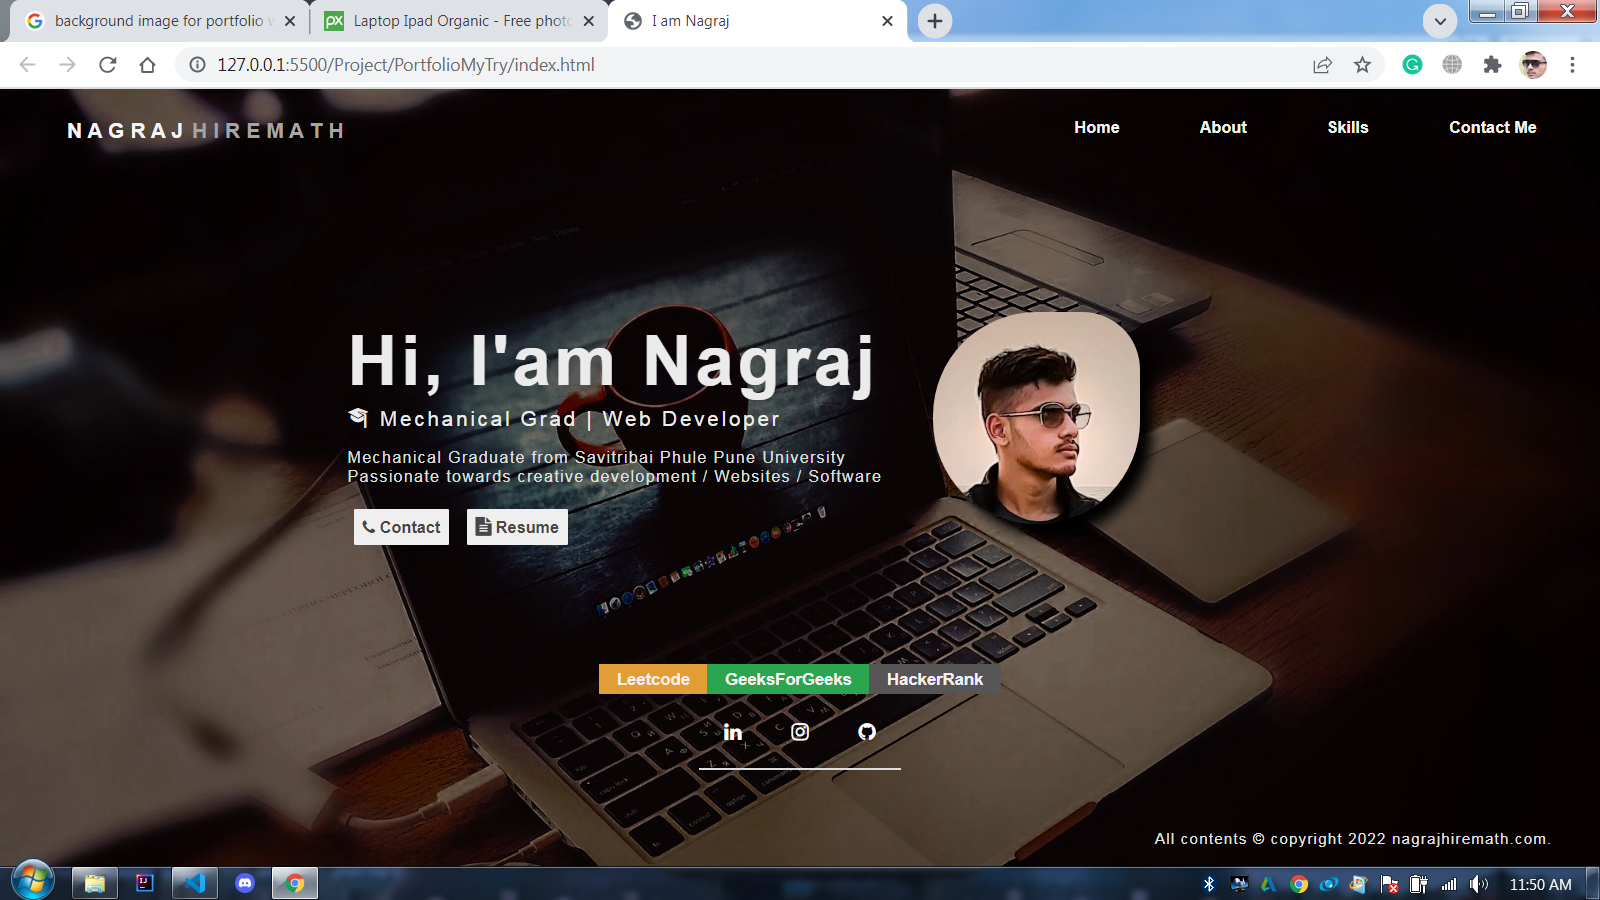 background image for portfolio w
Laptop Ipad Organic - Free photo
I am Nagraj
127.0.0.1:5500/Project/PortfolioMyTry/index.html
NAGRAJ HIREMATH
Home About Skills Contact Me
Hi, I'am Nagraj
Mechanical Grad | Web Developer
Mechanical Graduate from Savitribai Phule Pune University
Passionate towards creative development / Websites / Software
Contact Resume
Leetcode GeeksForGeeks HackerRank
All contents © copyright 2022 nagrajhiremath.com.
11:50 AM